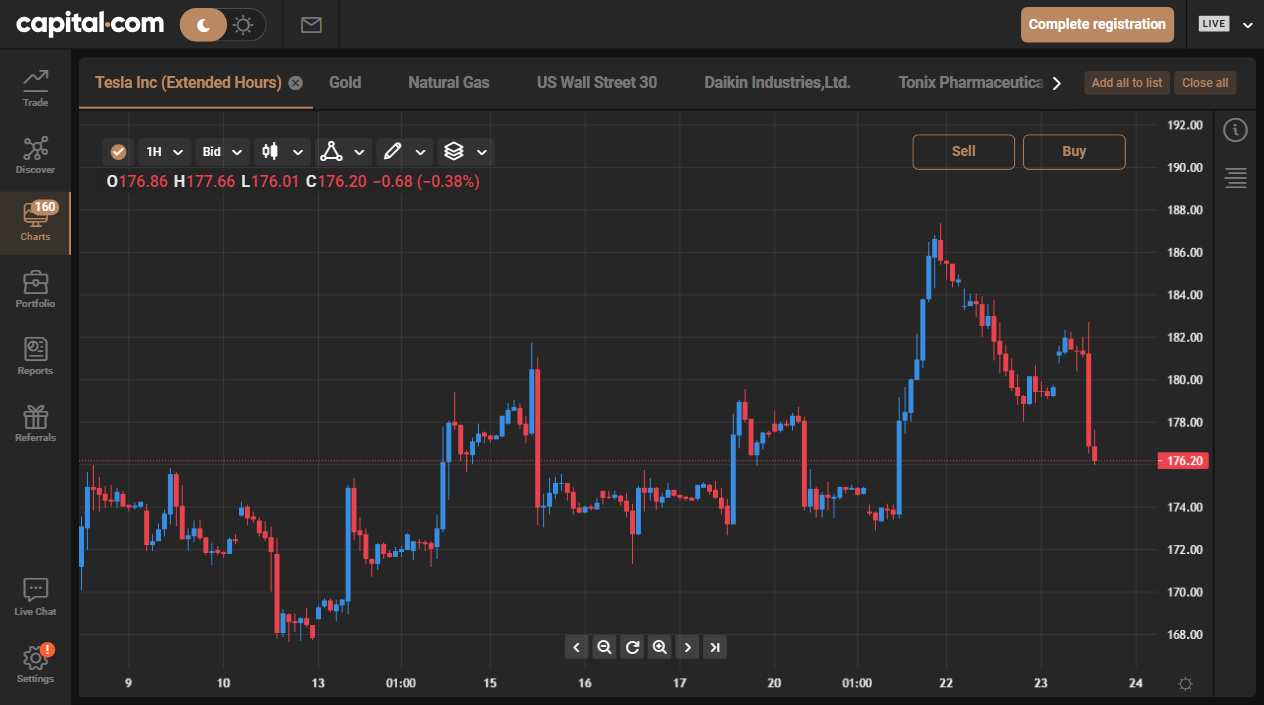 capital.com
Complete registration
LIVE
Trade
Discover
160
Charts
Portfolio
Reports
Referrals
Live Chat
!
Settings
Tesla Inc (Extended Hours)
Gold
Natural Gas
US Wall Street 30
Daikin Industries,Ltd.
Tonix Pharmaceutica
Add all to list
Close all
1H
Bid
O176.86 H177.66 L176.01 C176.20 −0.68 (−0.38%)
Sell
Buy
192.00
190.00
188.00
186.00
184.00
182.00
180.00
178.00
176.20
174.00
172.00
170.00
168.00
9 10 13 01:00 15 16 17 20 01:00 22 23 24